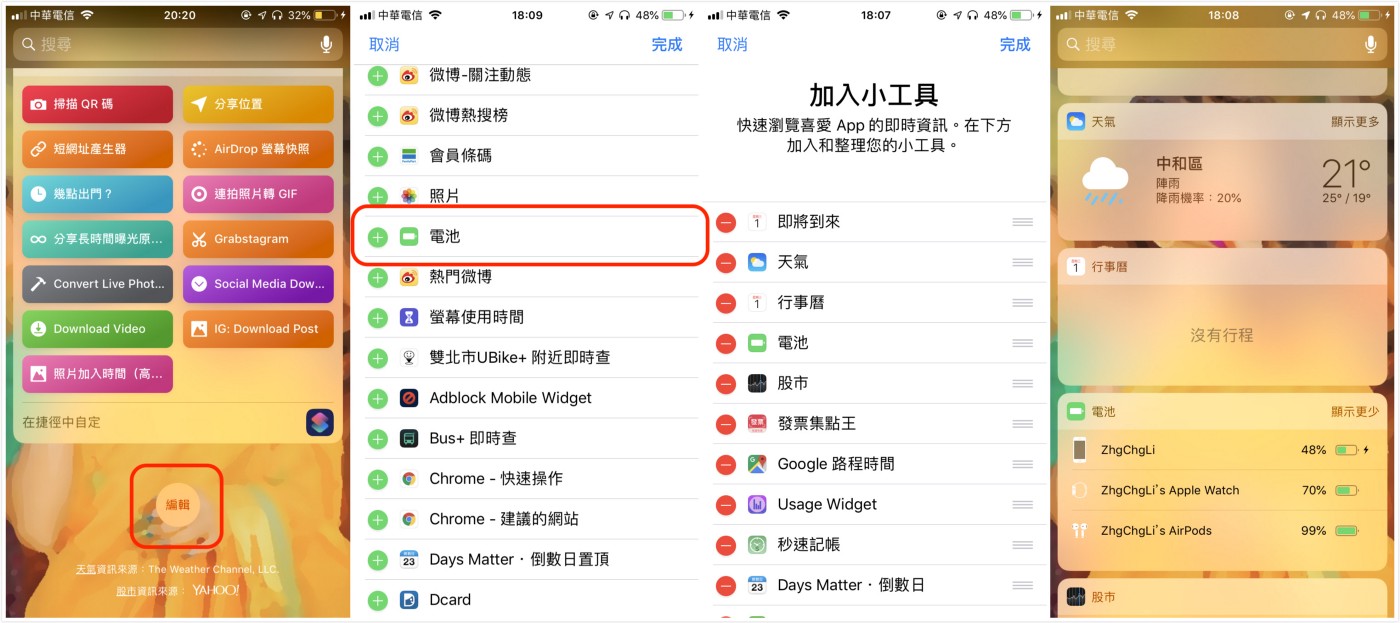 中華電信 20:20 32%
搜尋
掃描 QR 碼
分享位置
短網址產生器
AirDrop 螢幕快照
幾點出門？
連拍照片轉 GIF
分享長時間曝光原...
Grabstagram
Convert Live Phot...
Social Media Dow...
Download Video
IG: Download Post
照片加入時間（高...
在捷徑中自定
編輯
天氣資訊來源：The Weather Channel, LLC.
股市資訊來源： YAHOO!
中華電信 18:09 48%
取消 完成
微博-關注動態
微博熱搜榜
會員條碼
照片
電池
熱門微博
螢幕使用時間
雙北市UBike+ 附近即時查
Adblock Mobile Widget
Bus+ 即時查
Chrome - 快速操作
Chrome - 建議的網站
23
Days Matter · 倒數日置頂
Dcard
中華電信 18:07 48%
取消 完成
加入小工具
快速瀏覽喜愛 App 的即時資訊。在下方
加入和整理您的小工具。
1
即將到來
天氣
1
行事曆
電池
股市
發票
發票集點王
Google 路程時間
Usage Widget
秒速記帳
23
Days Matter · 倒數日
中華電信 18:08 48%
搜尋
天氣 顯示更多
中和區
陣雨
降雨機率：20%
21°
25° / 19°
1
行事曆
沒有行程
電池 顯示更少
ZhgChgLi 48%
ZhgChgLi's Apple Watch 70%
ZhgChgLi's AirPods 99%
股市